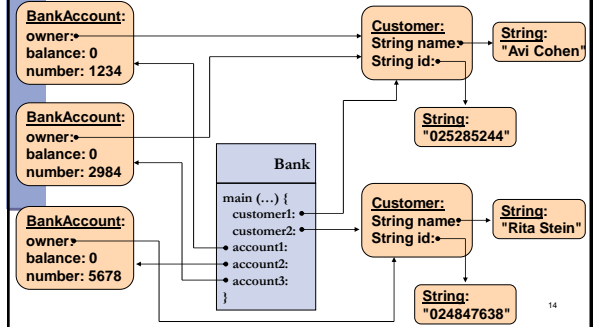 BankAccount:
owner:
balance: 0
number: 1234
BankAccount:
owner:
balance: 0
number: 2984
BankAccount:
owner:
balance: 0
number: 5678
Bank
main (…) {
customer1:
customer2:
account1:
account2:
account3:
}
Customer:
String name:
String id:
String:
"Avi Cohen"
String:
"025285244"
Customer:
String name:
String id:
String:
"Rita Stein"
String:
"024847638"
14